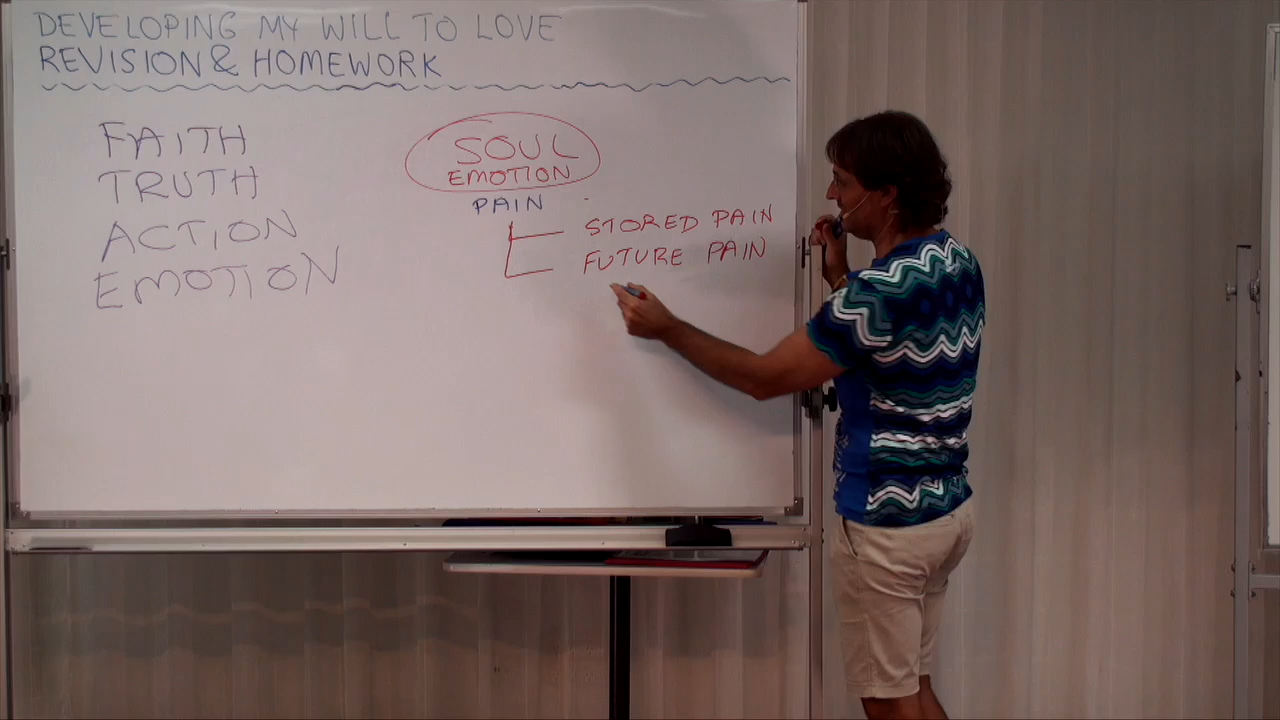 DEVELOPING MY WILL TO LOVE
REVISION & HOMEWORK
FAITH
TRUTH
ACTION
EMOTION
SOUL
EMOTION
PAIN
STORED PAIN
FUTURE PAIN